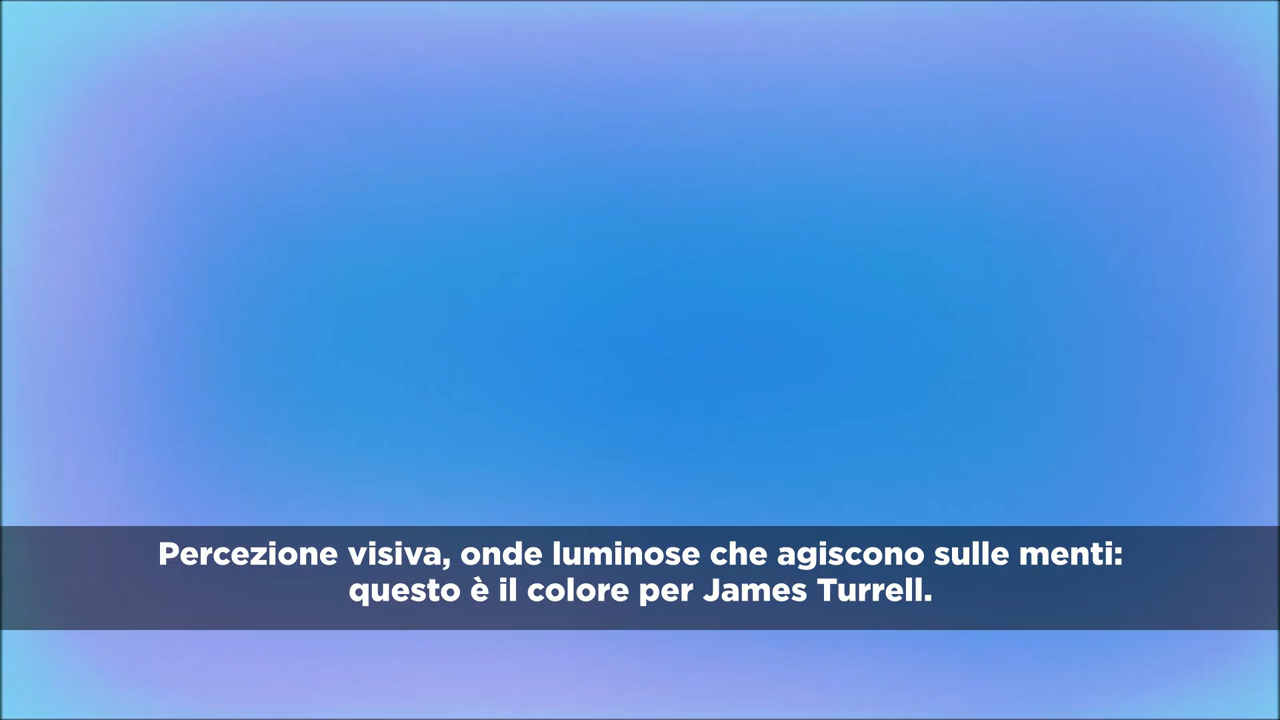 Percezione visiva, onde luminose che agiscono sulle menti:
questo è il colore per James Turrell.